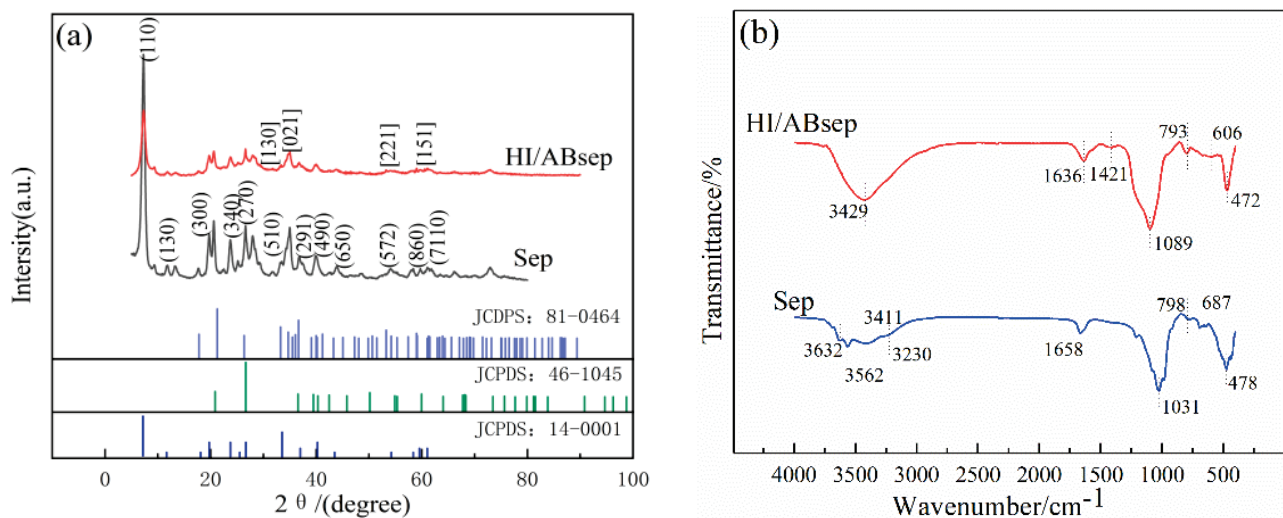 (a)
(110)
HI/ABsep
[130]
[021]
[221]
[151]
(130)
(300)
(340)
(270)
(510)
(291)
(490)
(650)
(572)
(860)
(7110)
Sep
JCDPS: 81-0464
JCPDS: 46-1045
JCPDS: 14-0001
0 20 40 60 80 100
2 θ/(degree)
Iniersity(a.u.)
(b)
HI/ABsep
793 606
1636 1421
3429
472
1089
Sep
3411
798 687
3632
3230
1658
3562
478
1031
4000 3500 3000 2500 2000 1500 1000 500
Wavenumber/cm-1
Transmittance/%